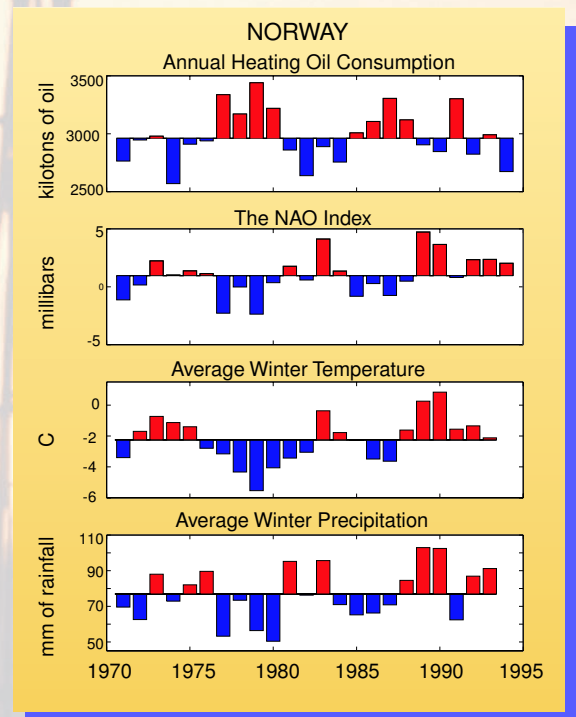 NORWAY
Annual Heating Oil Consumption
kilotons of oil
3500
3000
2500
The NAO Index
millibars
5
0
-5
Average Winter Temperature
C
0
-2
-4
-6
Average Winter Precipitation
mm of rainfall
110
90
70
50
1970 1975 1980 1985 1990 1995